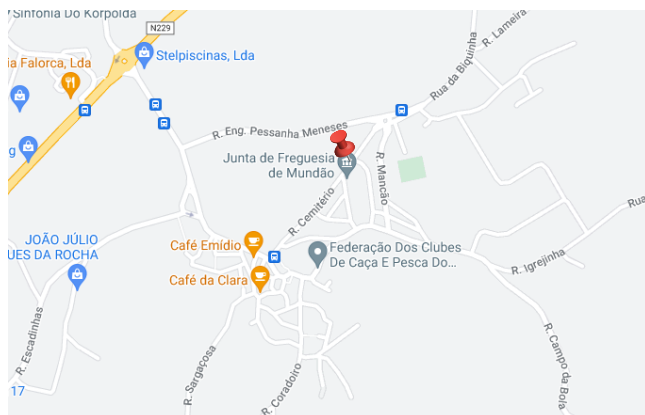 Sinfonia Do Korpolda
N229
Stelpiscinas, Lda
ia Falorca, Lda
R. Lameira
Rua da Biquinha
R. Eng. Pessanha Meneses
g
Junta de Freguesia
de Mundão
R. Mancão
R. Cemitério
Rua
JOÃO JÚLIO
UES DA ROCHA
Café Emídio
Federação Dos Clubes
De Caça E Pesca Do...
Café da Clara
R. Igrejinha
R. Escadinhas
R. Sargaçosa
R. Coradoiro
R. Campo da Bola
17